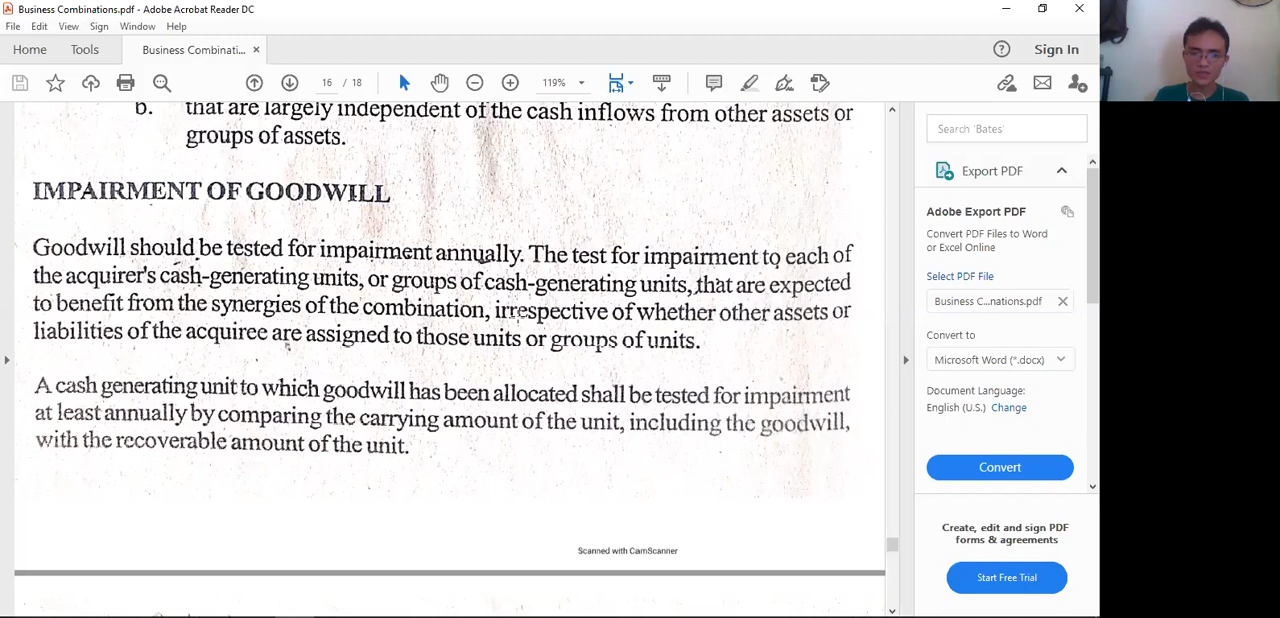 Business Combinations.pdf - Adobe Acrobat Reader DC
File Edit View Sign Window Help
Home Tools Business Combinati... × Sign In
16 / 18 119%
b. that are largely independent of the cash inflows from other assets or
groups of assets.
IMPAIRMENT OF GOODWILL
Goodwill should be tested for impairment annually. The test for impairment to each of
the acquirer's cash-generating units, or groups of cash-generating units, that are expected
to benefit from the synergies of the combination, irrespective of whether other assets or
liabilities of the acquiree are assigned to those units or groups of units.
A cash generating unit to which goodwill has been allocated shall be tested for impairment
at least annually by comparing the carrying amount of the unit, including the goodwill,
with the recoverable amount of the unit.
Scanned with CamScanner
Search 'Bates'
Export PDF
Adobe Export PDF
Convert PDF Files to Word
or Excel Online
Select PDF File
Business C...nations.pdf
Convert to
Microsoft Word (*.docx)
Document Language:
English (U.S.) Change
Convert
Create, edit and sign PDF
forms & agreements
Start Free Trial